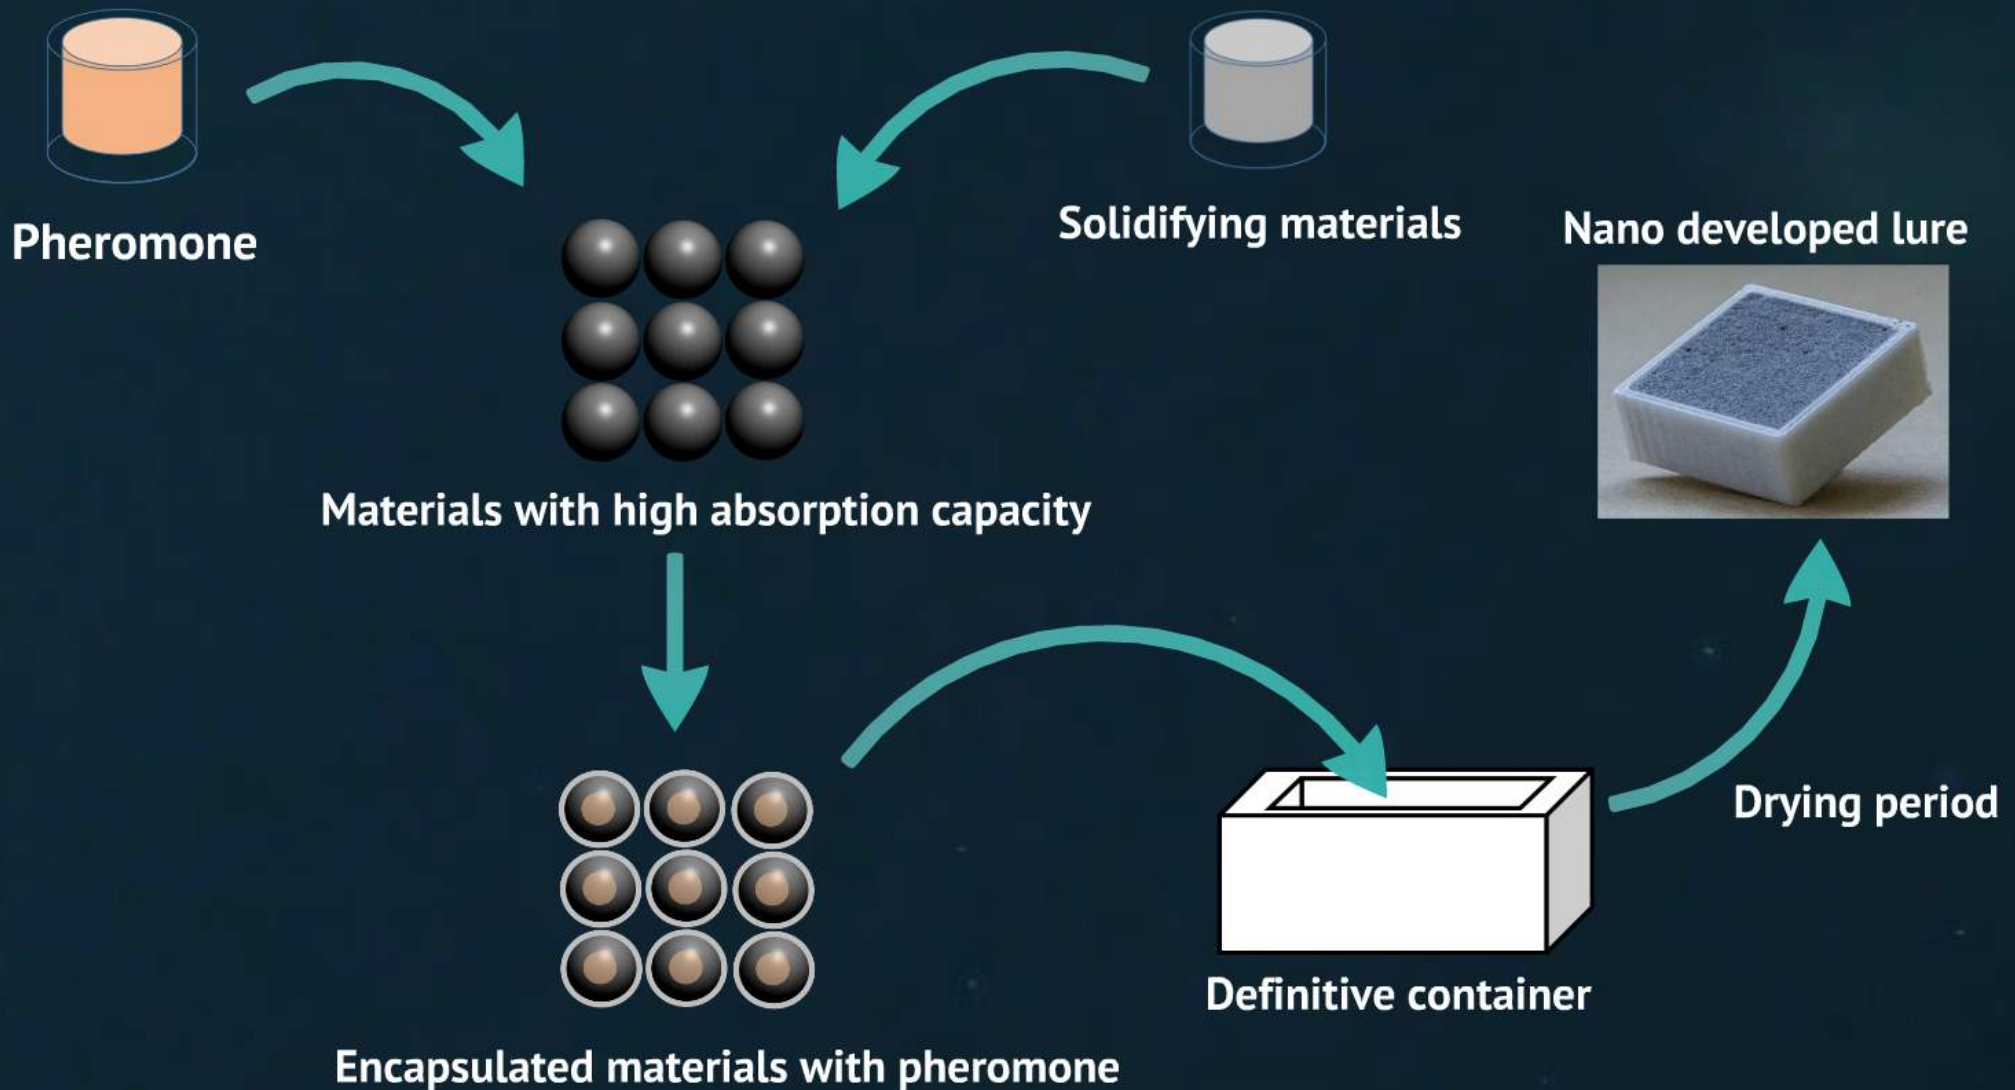 Pheromone
Solidifying materials
Nano developed lure
Materials with high absorption capacity
Drying period
Definitive container
Encapsulated materials with pheromone